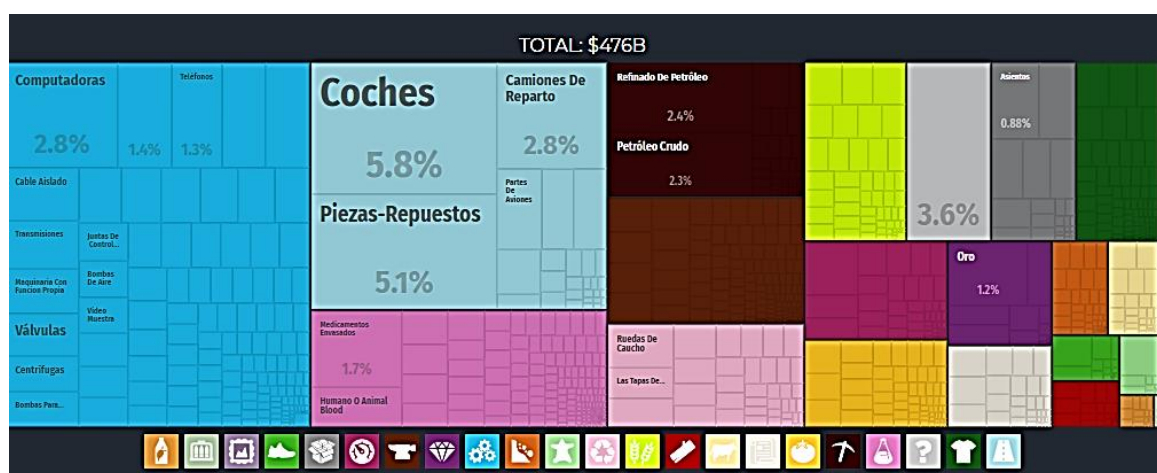 TOTAL: $476B
Computadoras
2.8%
1.4%
Teléfonos
1.3%
Cable Aislado
Transmisiones
Juntas De
Control...
Maquinaria Con
Funcion Propia
Bombas
De Aire
Video
Muestra
Válvulas
Centrifugas
Bombas Para...
Coches
5.8%
Camiones De
Reparto
2.8%
Piezas-Repuestos
5.1%
Partes
De
Aviones
Medicamentos
Envasados
1.7%
Humano O Animal
Blood
Refinado De Petróleo
2.4%
Petróleo Crudo
2.3%
Ruedas De
Caucho
Las Tapas De...
3.6%
Asientos
0.88%
Oro
1.2%
?